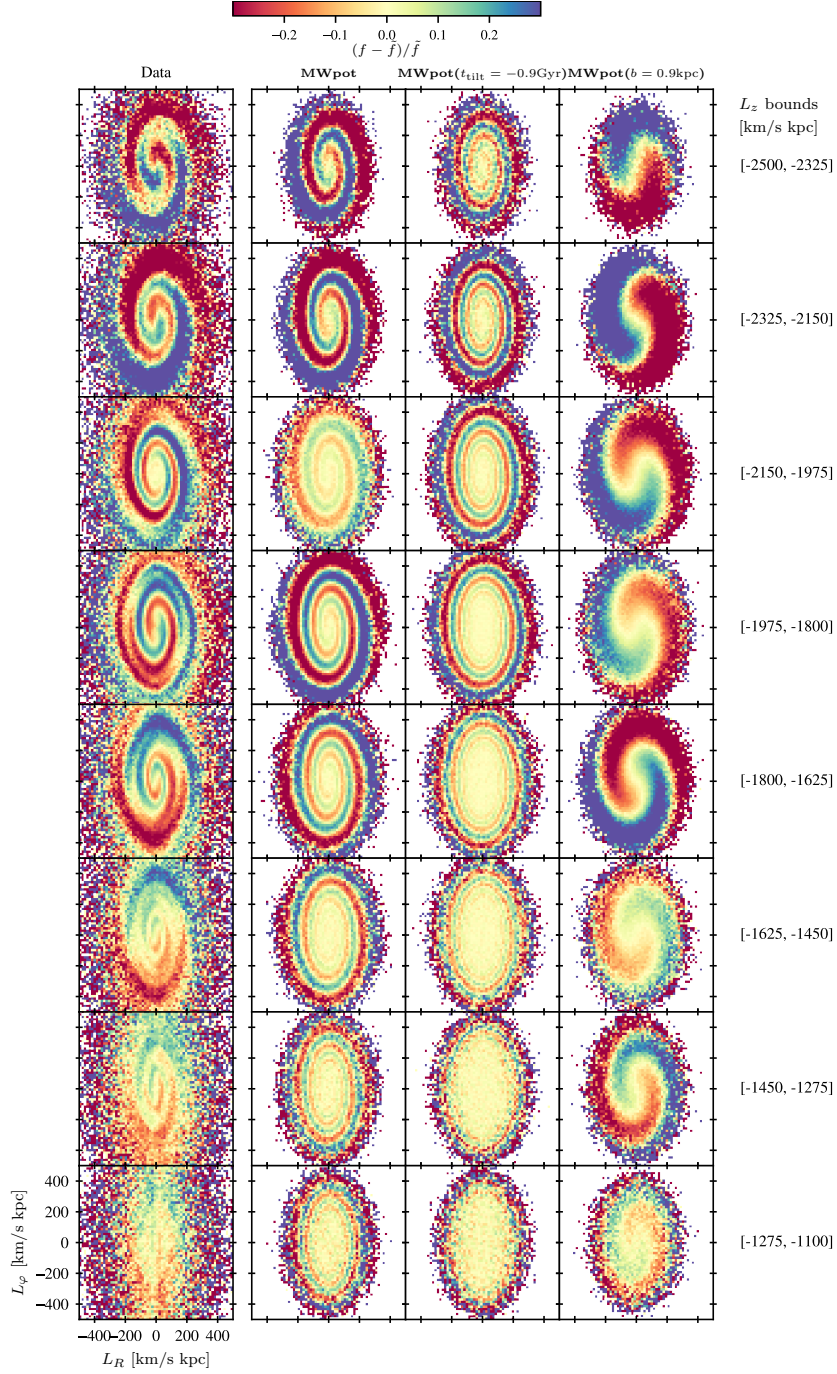 −0.2 −0.1 0.0 0.1 0.2
(f − f̃)/f̃
Data MWpot MWpot(t_tilt = −0.9Gyr) MWpot(b = 0.9kpc)
L_z bounds
[km/s kpc]
[-2500, -2325]
[-2325, -2150]
[-2150, -1975]
[-1975, -1800]
[-1800, -1625]
[-1625, -1450]
[-1450, -1275]
[-1275, -1100]
400
200
0
−200
−400
L_φ [km/s kpc]
−400 −200 0 200 400
L_R [km/s kpc]